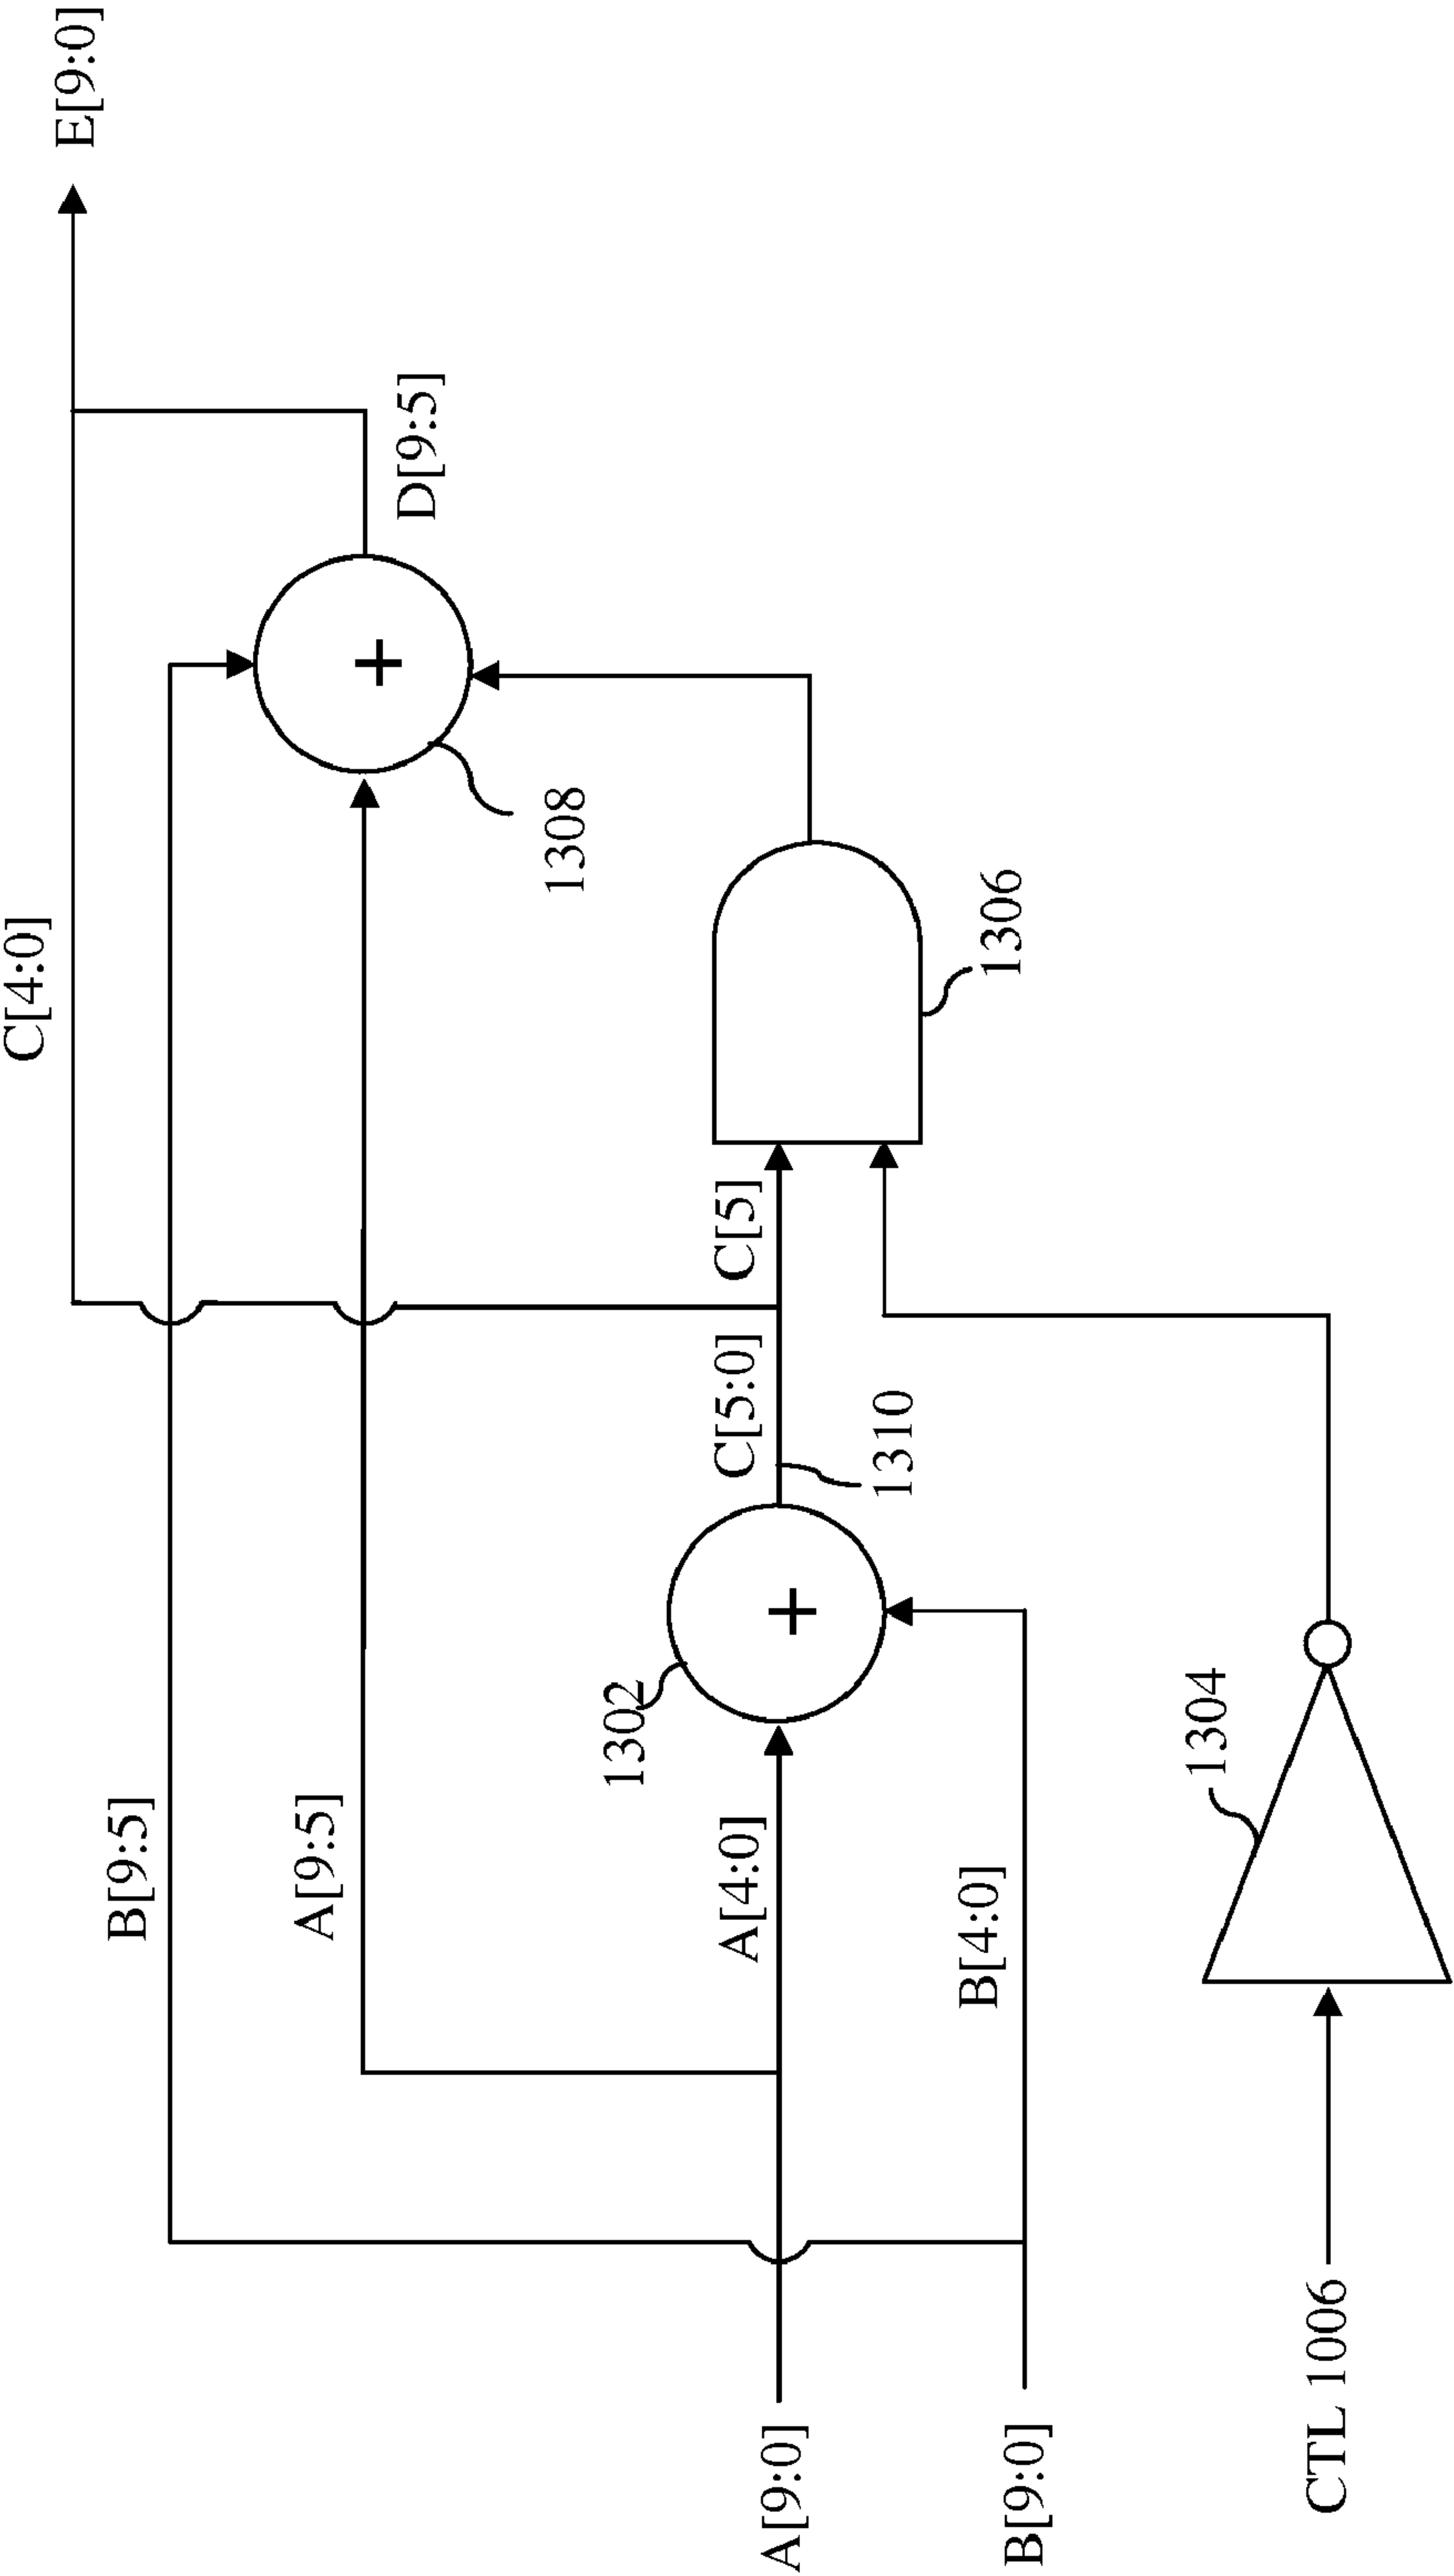 E[9:0]
C[4:0]
D[9:5]
B[9:5]
A[9:5]
1308
1302
C[5:0]
C[5]
A[4:0]
1310
1306
B[4:0]
1304
A[9:0]
B[9:0]
CTL 1006